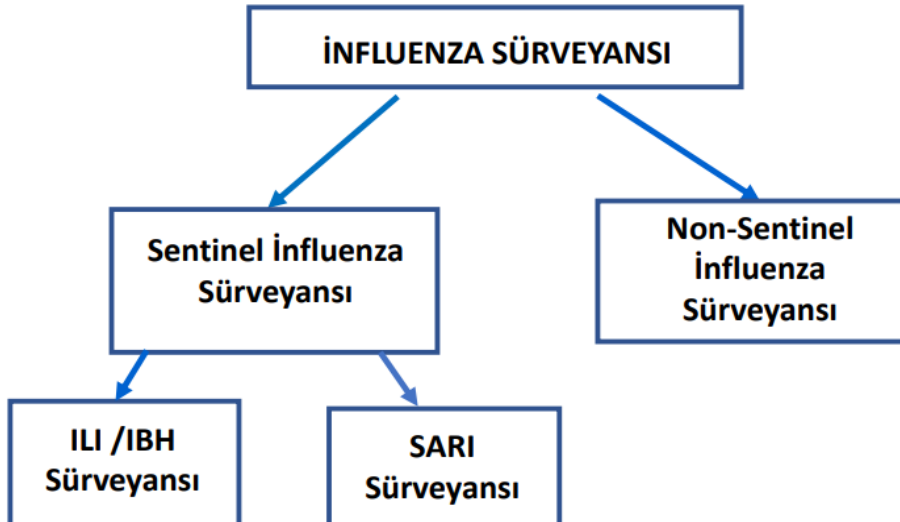 İNFLUENZA SÜRVEYANSI
Sentinel İnfluenza
Sürveyansı
Non-Sentinel
İnfluenza
Sürveyansı
ILI /IBH
Sürveyansı
SARI
Sürveyansı